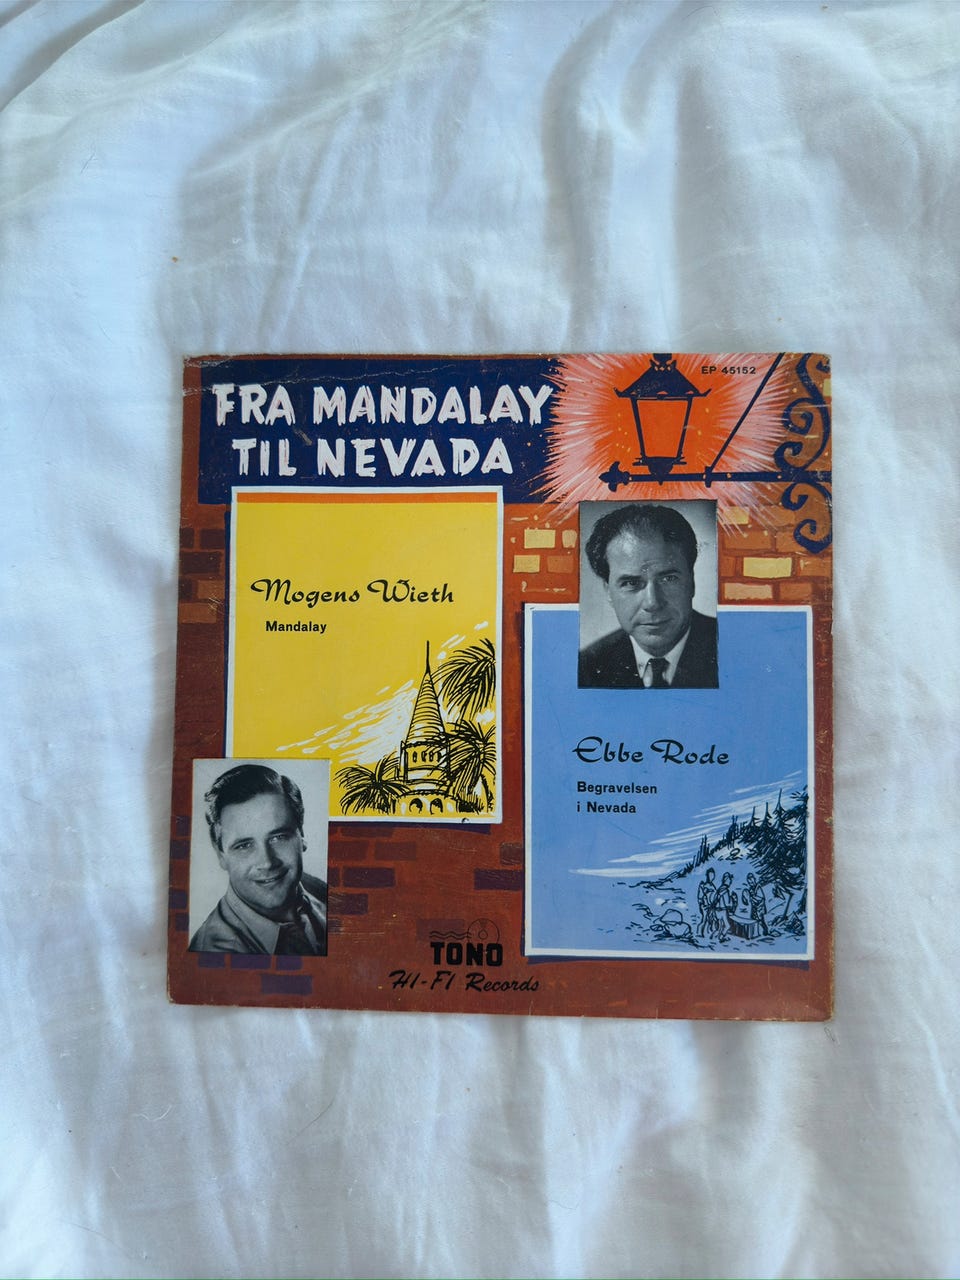 FRA MANDALAY
TIL NEVADA
EP 45152
Mogens Wieth
Mandalay
Ebbe Rode
Begravelsen
i Nevada
TONO
HI-FI Records